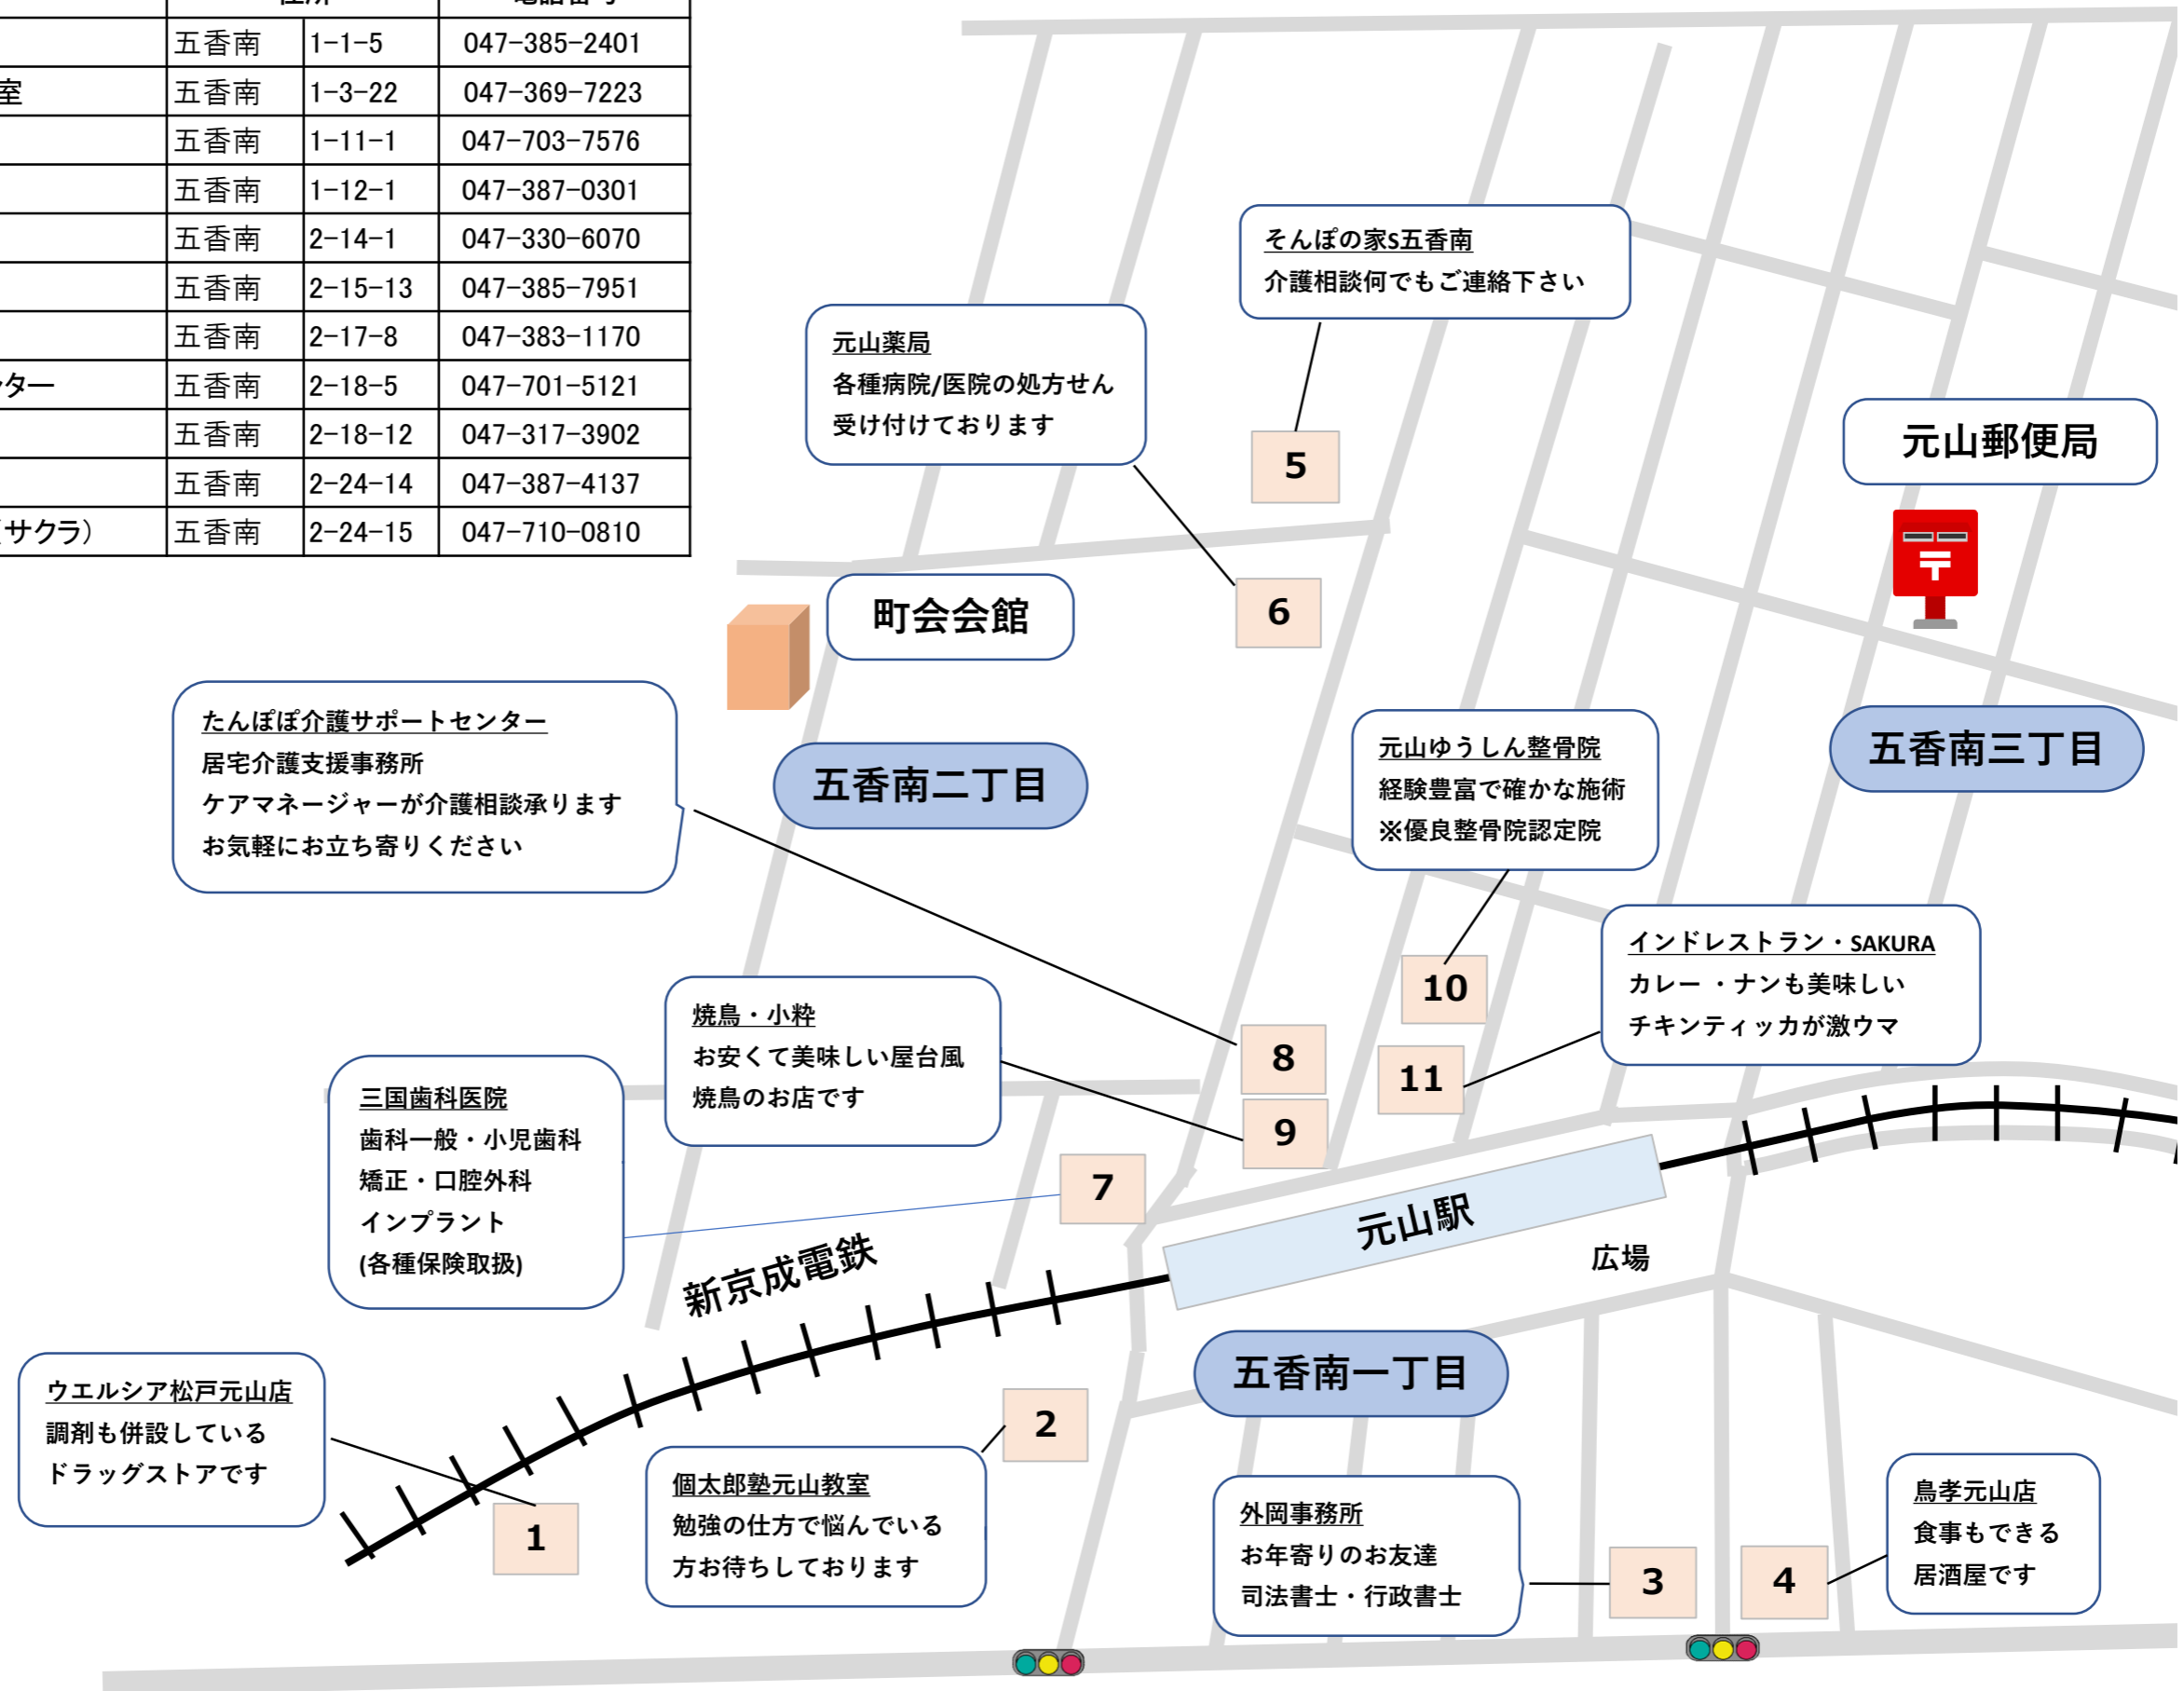 五香南 1-1-5 047-385-2401
室 五香南 1-3-22 047-369-7223
五香南 1-11-1 047-703-7576
五香南 1-12-1 047-387-0301
五香南 2-14-1 047-330-6070
五香南 2-15-13 047-385-7951
五香南 2-17-8 047-383-1170
ター 五香南 2-18-5 047-701-5121
五香南 2-18-12 047-317-3902
五香南 2-24-14 047-387-4137
(サクラ) 五香南 2-24-15 047-710-0810
そんぽの家S五香南
介護相談何でもご連絡下さい
元山薬局
各種病院/医院の処方せん
受け付けております
5
元山郵便局
6
町会会館
たんぽぽ介護サポートセンター
居宅介護支援事務所
ケアマネージャーが介護相談承ります
お気軽にお立ち寄りください
五香南二丁目
元山ゆうしん整骨院
経験豊富で確かな施術
※優良整骨院認定院
五香南三丁目
インドレストラン・SAKURA
カレー・ナンも美味しい
チキンティッカが激ウマ
10
焼鳥・小粋
お安くて美味しい屋台風
焼鳥のお店です
8
11
9
三国歯科医院
歯科一般・小児歯科
矯正・口腔外科
インプラント
(各種保険取扱)
7
元山駅
広場
新京成電鉄
五香南一丁目
ウエルシア松戸元山店
調剤も併設している
ドラッグストアです
1
2
個太郎塾元山教室
勉強の仕方で悩んでいる
方お待ちしております
外岡事務所
お年寄りのお友達
司法書士・行政書士
3
4
鳥孝元山店
食事もできる
居酒屋です